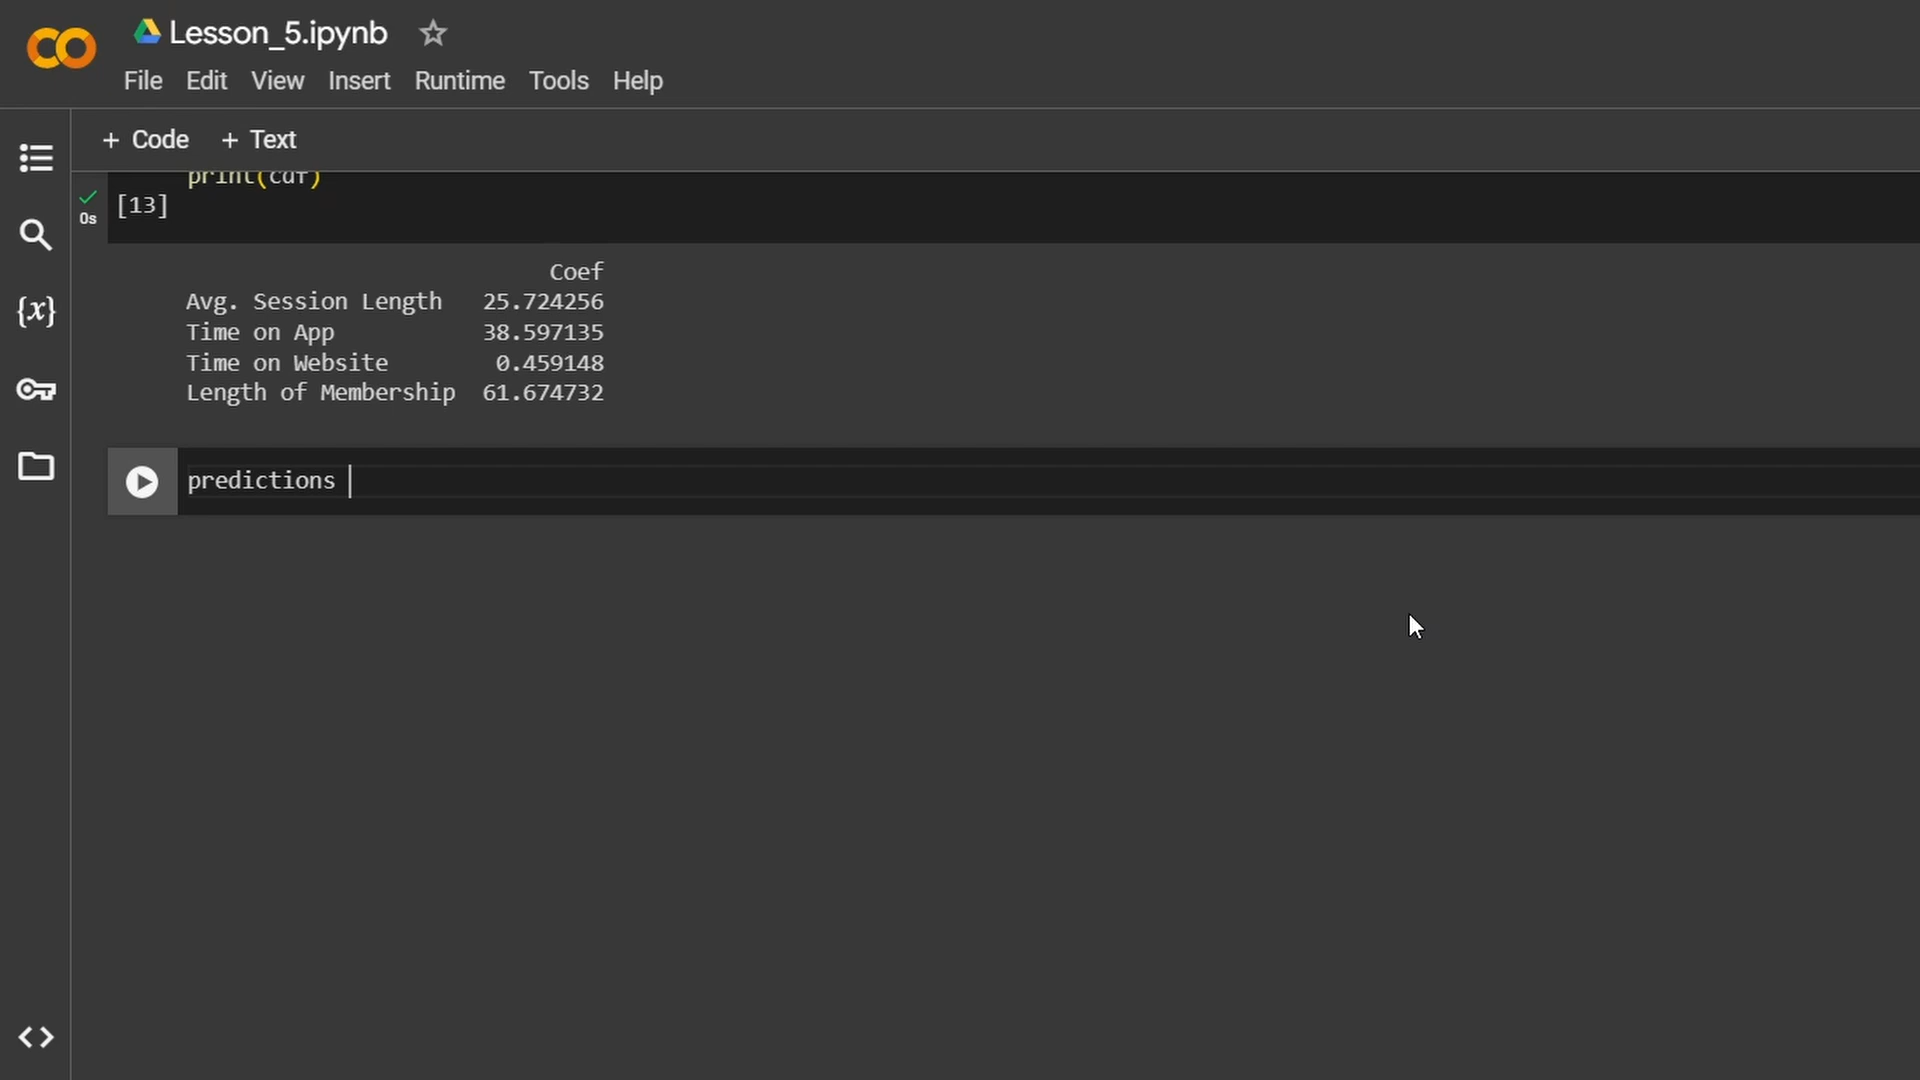 Lesson_5.ipynb
File Edit View Insert Runtime Tools Help
+ Code + Text
print(cdf)
0s
[13]
Coef
Avg. Session Length 25.724256
Time on App 38.597135
Time on Website 0.459148
Length of Membership 61.674732
{x}
predictions